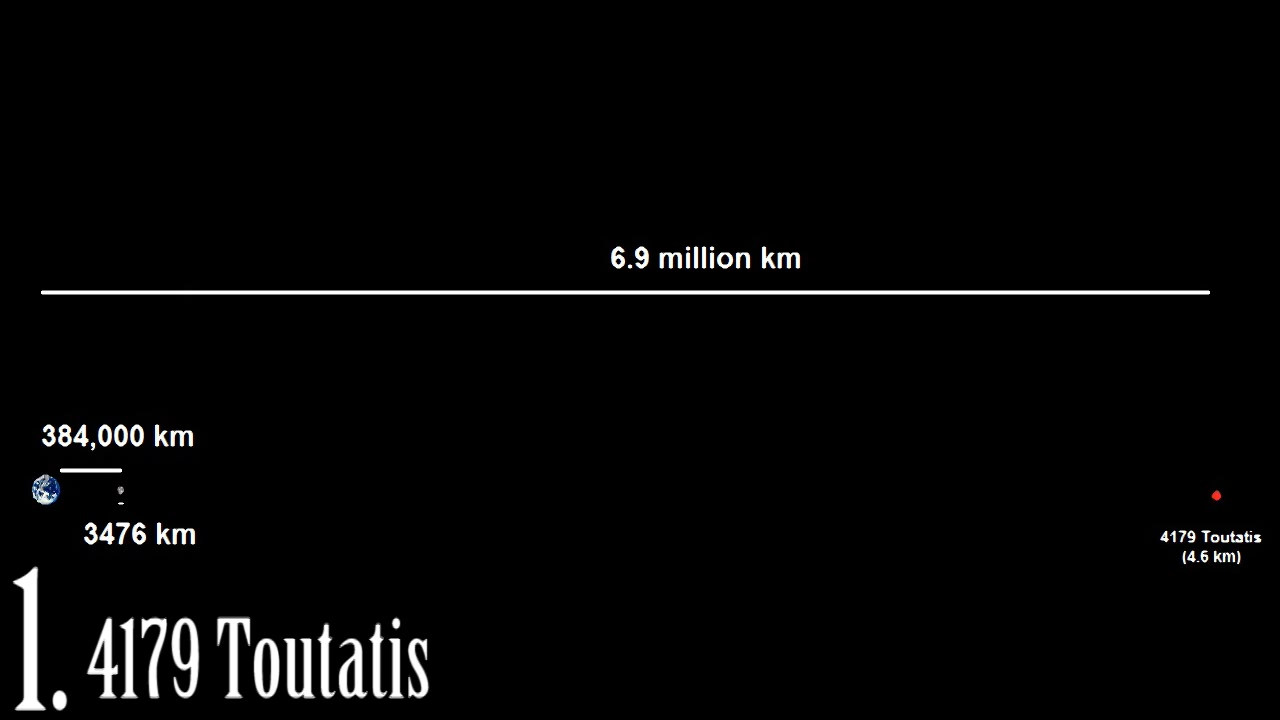 6.9 million km
384,000 km
3476 km
4179 Toutatis
(4.6 km)
1. 4179 Toutatis